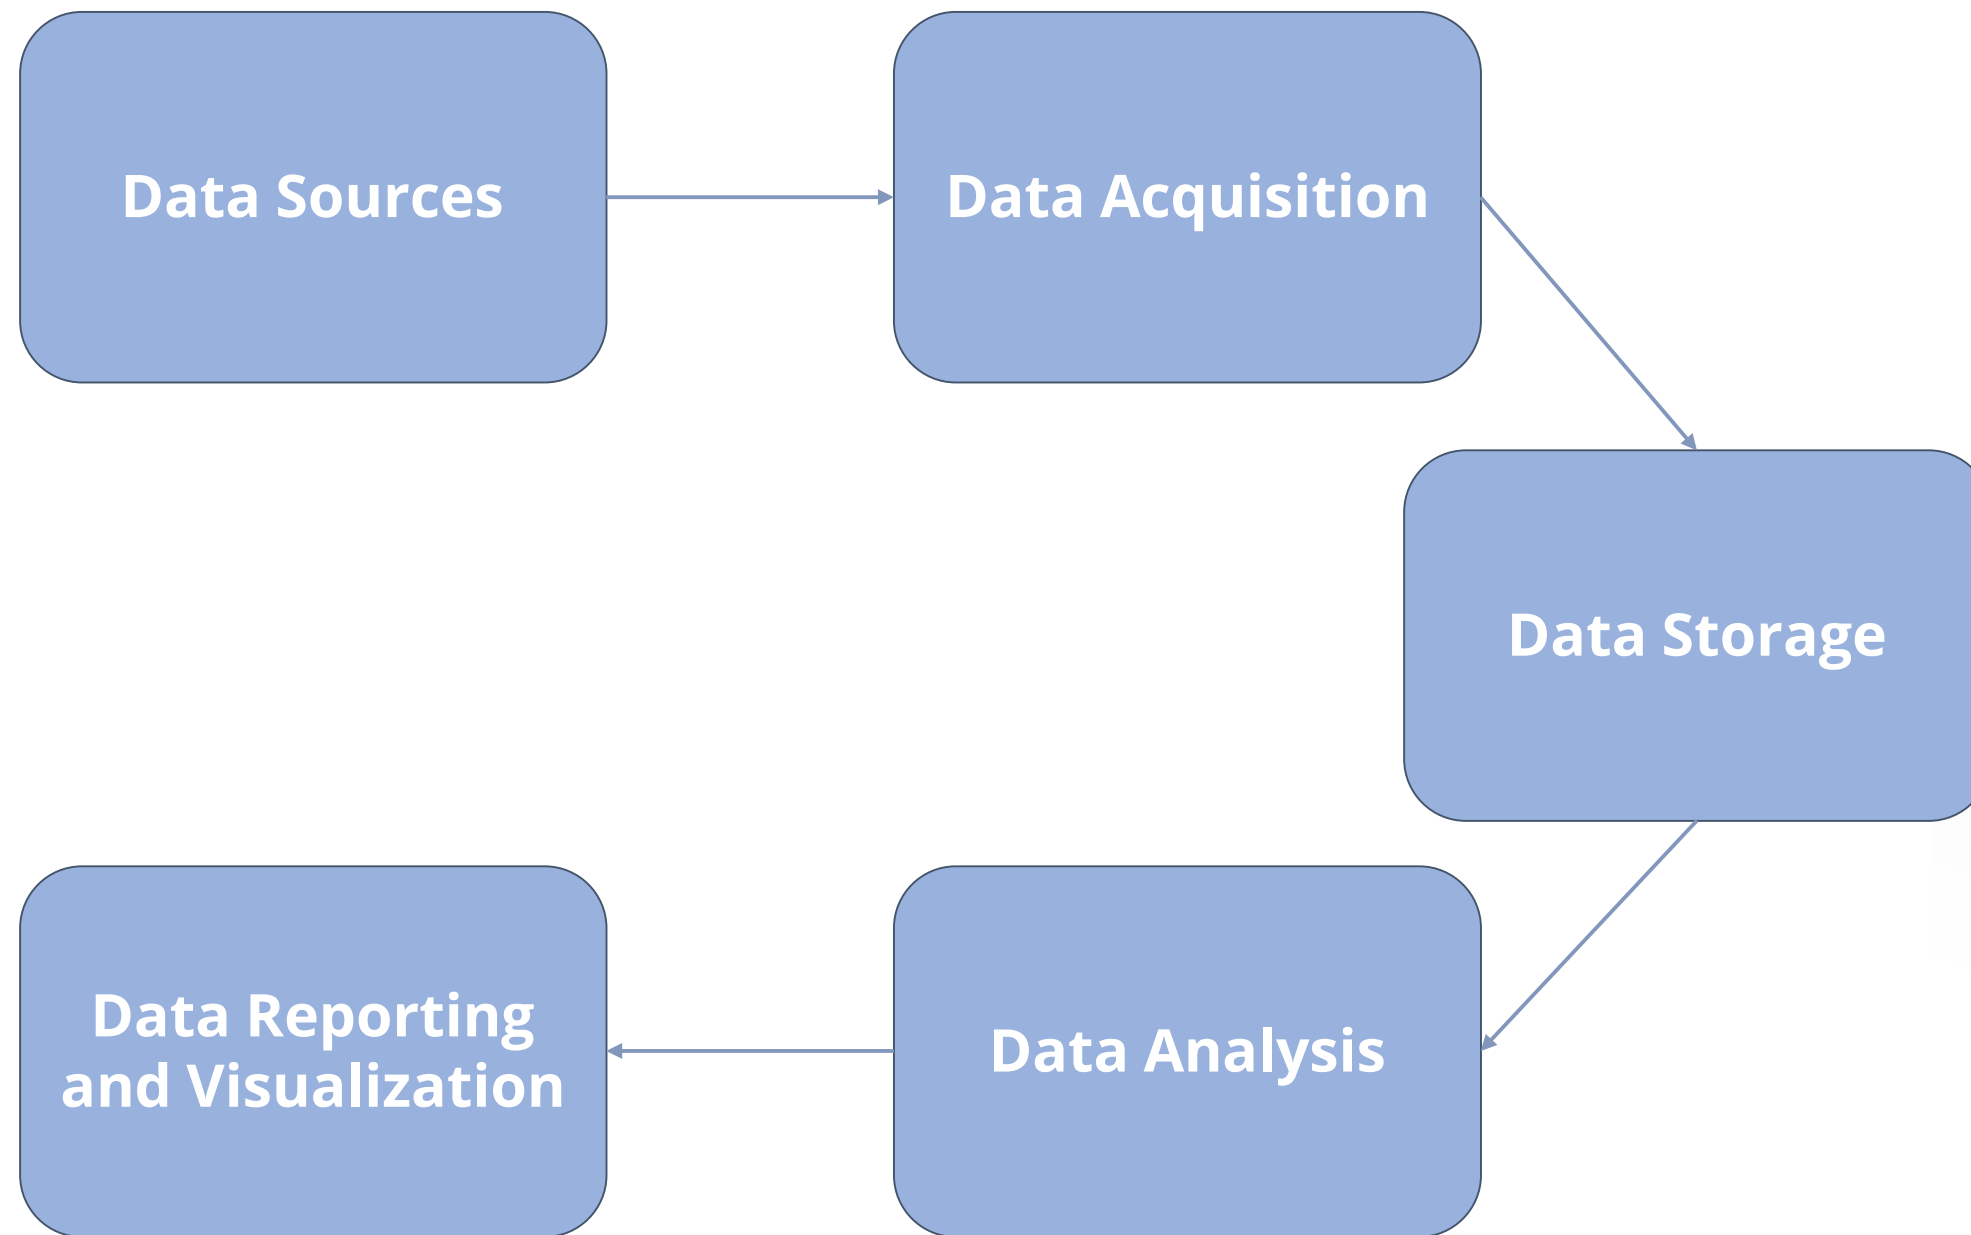 Data Sources
Data Acquisition
Data Storage
Data Analysis
Data Reporting
and Visualization